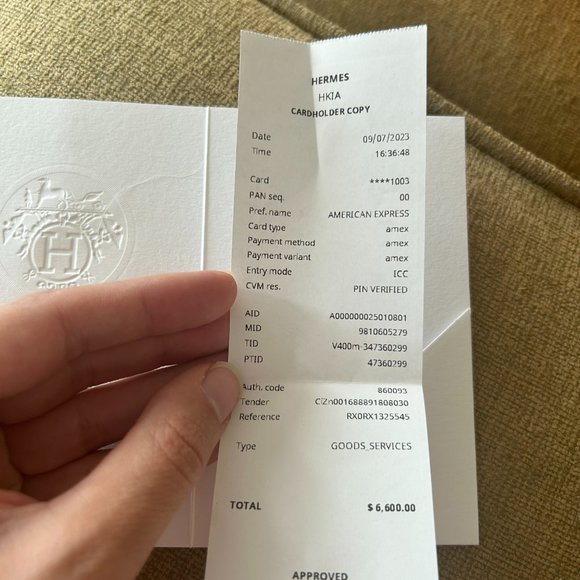 HERMES
HKIA
CARDHOLDER COPY
Date 09/07/2023
Time 16:36:48
Card ****1003
PAN seq. 00
Pref. name AMERICAN EXPRESS
Card type amex
Payment method amex
Payment variant amex
Entry mode ICC
CVM res. PIN VERIFIED
AID A000000025010801
MID 9810605279
TID V400m-347360299
PTID 47360299
Auth. code 860093
Tender CiZn001688891808030
Reference RX0RX1325545
Type GOODS_SERVICES
TOTAL $ 6,600.00
APPROVED
H